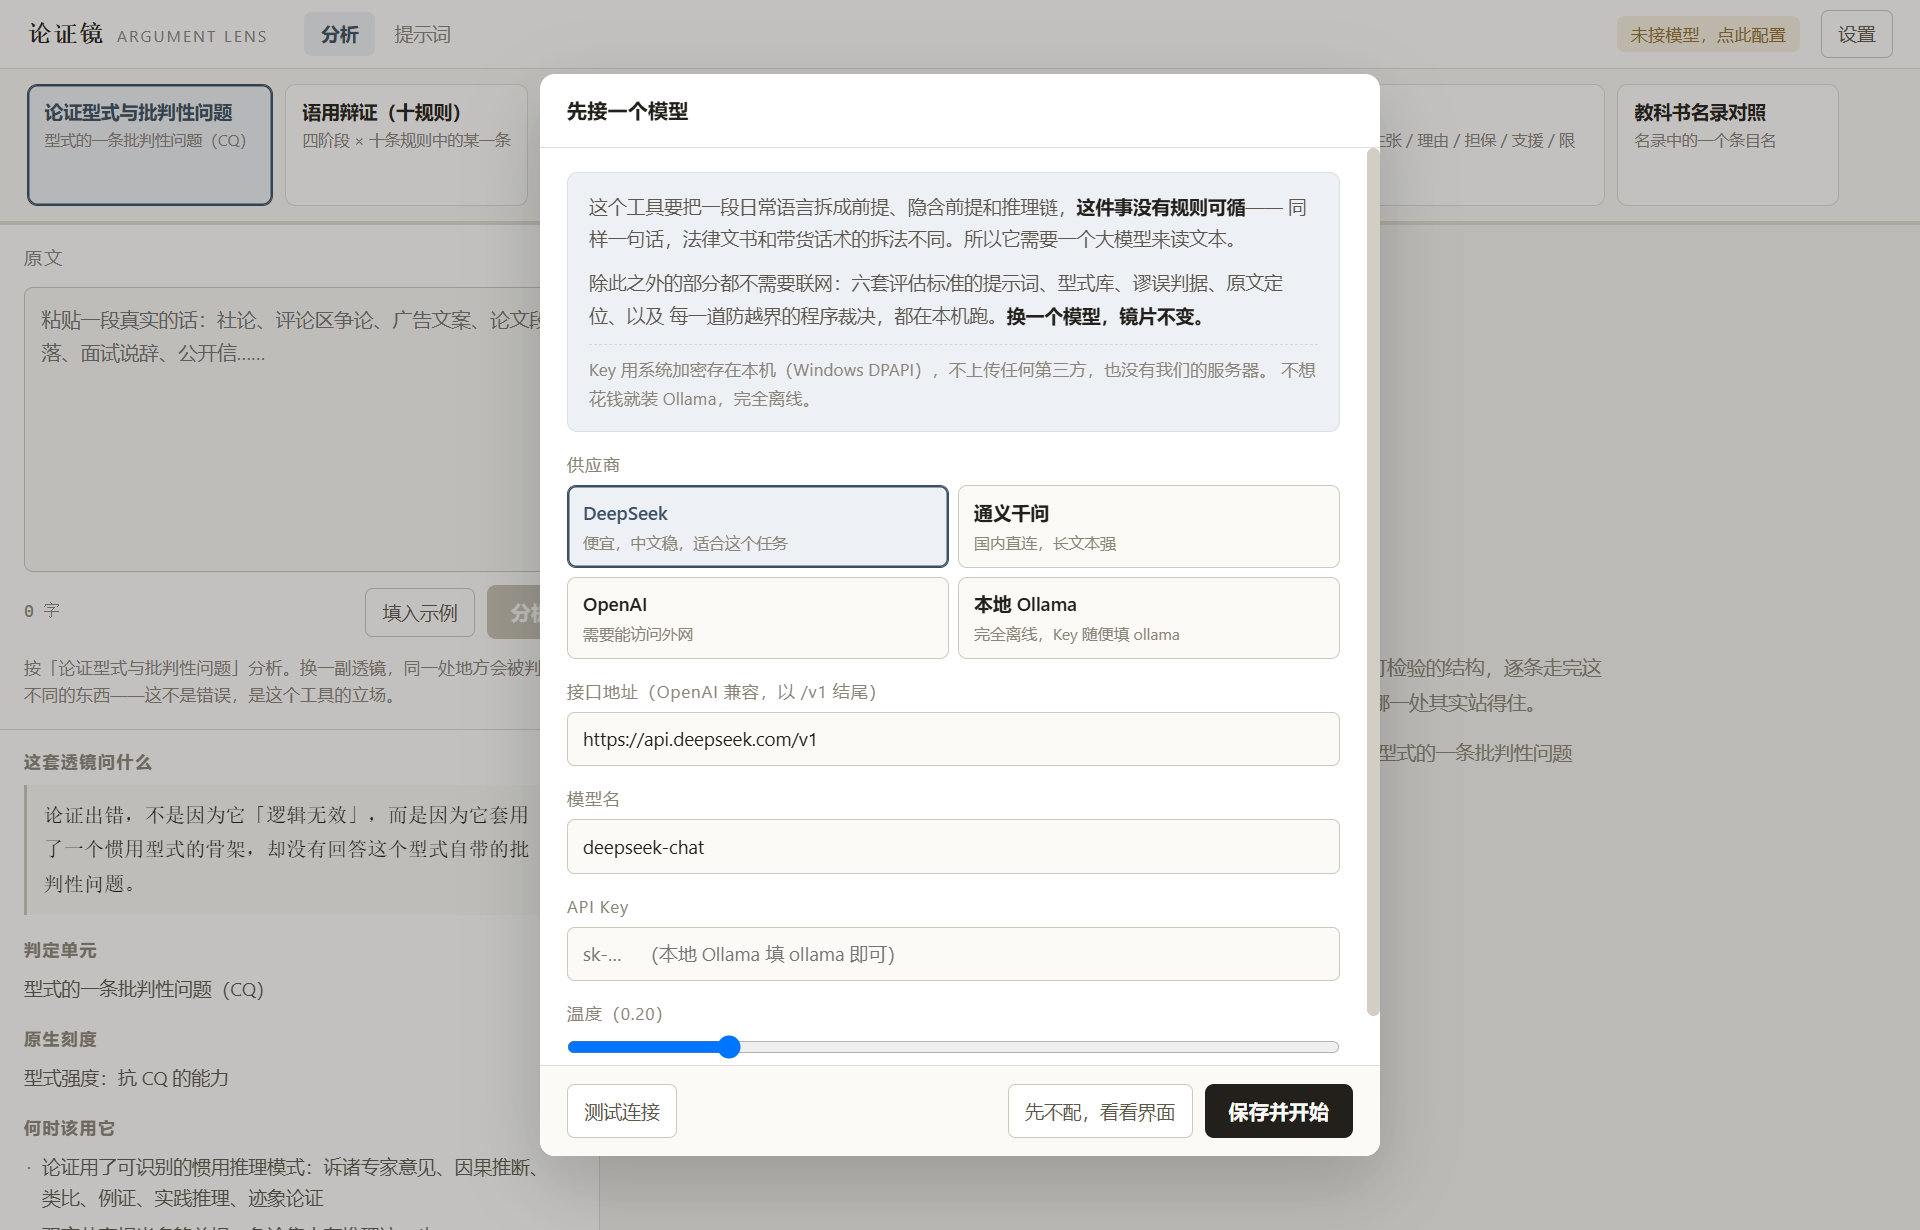 论证镜 ARGUMENT LENS 分析 提示词 未接模型，点此配置 设置
论证型式与批判性问题
型式的一条批判性问题（CQ）
语用辩证（十规则）
四阶段 × 十条规则中的某一条
张 / 理由 / 担保 / 支援 / 限
教科书名录对照
名录中的一个条目名
原文
粘贴一段真实的话：社论、评论区争论、广告文案、论文段
落、面试说辞、公开信……
0 字
填入示例
分析
按「论证型式与批判性问题」分析。换一副透镜，同一处地方会被判
不同的东西——这不是错误，是这个工具的立场。
这套透镜问什么
论证出错，不是因为它「逻辑无效」，而是因为它套用
了一个惯用型式的骨架，却没有回答这个型式自带的批
判性问题。
判定单元
型式的一条批判性问题（CQ）
原生刻度
型式强度：抗 CQ 的能力
何时该用它
· 论证用了可识别的惯用推理模式：诉诸专家意见、因果推断、
类比、例证、实践推理、迹象论证
先接一个模型
这个工具要把一段日常语言拆成前提、隐含前提和推理链，这件事没有规则可循—— 同
样一句话，法律文书和带货话术的拆法不同。所以它需要一个大模型来读文本。
除此之外的部分都不需要联网：六套评估标准的提示词、型式库、谬误判据、原文定
位、以及 每一道防越界的程序裁决，都在本机跑。换一个模型，镜片不变。
Key 用系统加密存在本机（Windows DPAPI），不上传任何第三方，也没有我们的服务器。 不想
花钱就装 Ollama，完全离线。
供应商
DeepSeek
便宜，中文稳，适合这个任务
通义千问
国内直连，长文本强
OpenAI
需要能访问外网
本地 Ollama
完全离线，Key 随便填 ollama
接口地址（OpenAI 兼容，以 /v1 结尾）
https://api.deepseek.com/v1
模型名
deepseek-chat
API Key
sk-... （本地 Ollama 填 ollama 即可）
温度（0.20）
测试连接
先不配，看看界面
保存并开始
可检验的结构，逐条走完这
哪一处其实站得住。
型式的一条批判性问题